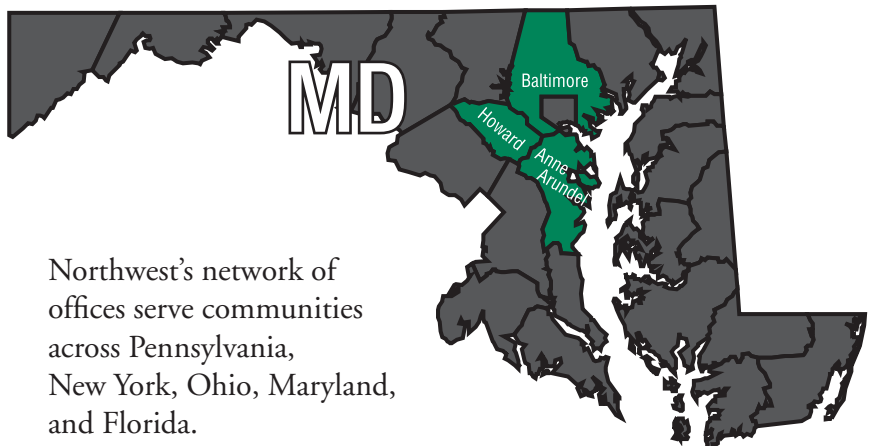 Baltimore
MD
Howard
Anne
Arundel
Northwest’s network of
offices serve communities
across Pennsylvania,
New York, Ohio, Maryland,
and Florida.